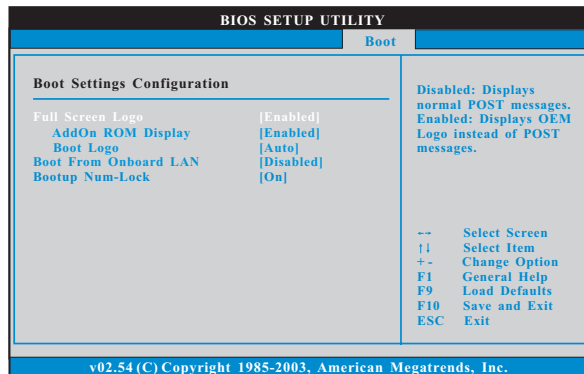 BIOS SETUP UTILITY
Boot
Boot Settings Configuration
Full Screen Logo [Enabled]
AddOn ROM Display [Enabled]
Boot Logo [Auto]
Boot From Onboard LAN [Disabled]
Bootup Num-Lock [On]
Disabled: Displays
normal POST messages.
Enabled: Displays OEM
Logo instead of POST
messages.
←→ Select Screen
↑↓ Select Item
+ - Change Option
F1 General Help
F9 Load Defaults
F10 Save and Exit
ESC Exit
v02.54 (C) Copyright 1985-2003, American Megatrends, Inc.